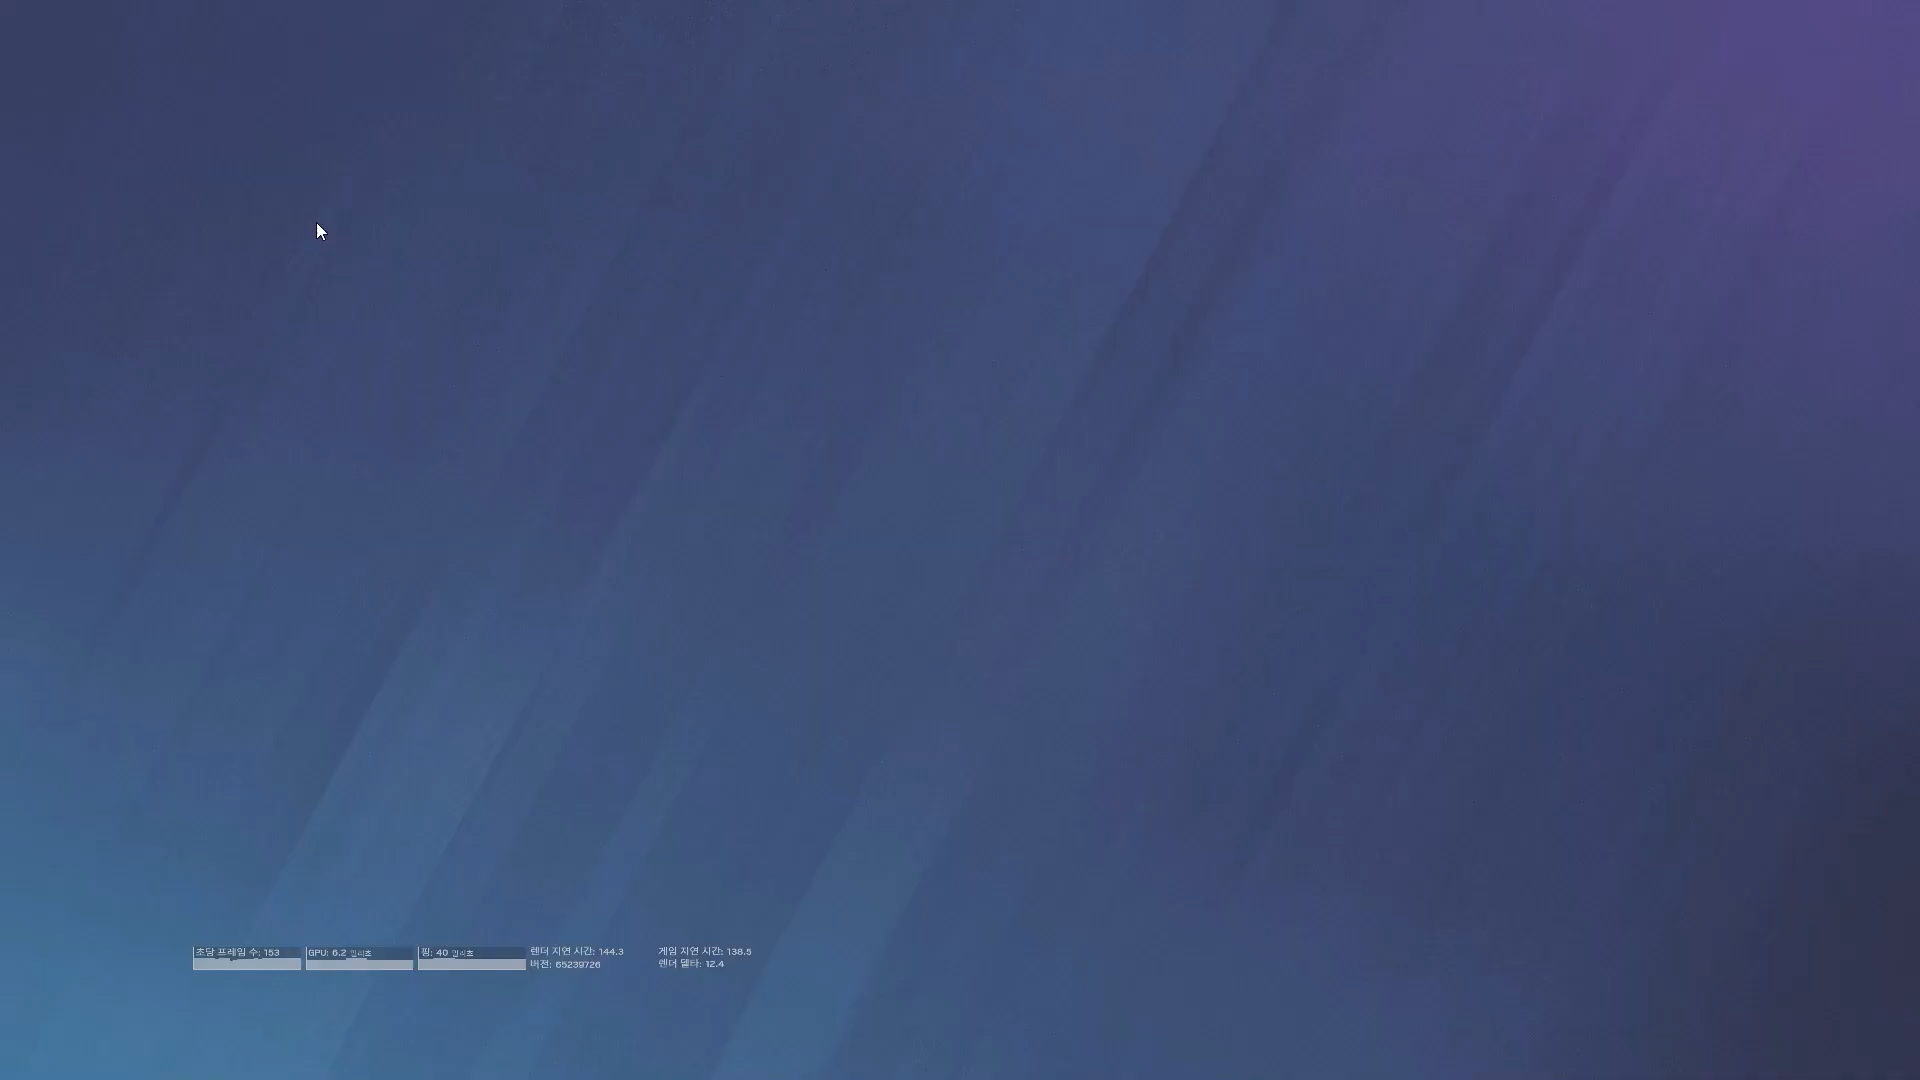 초당 프레임 수: 153
GPU: 6.2 밀리초
핑: 40 밀리초
렌더 지연 시간: 144.3
게임 지연 시간: 138.5
버전: 65239726
렌더 델타: 12.4